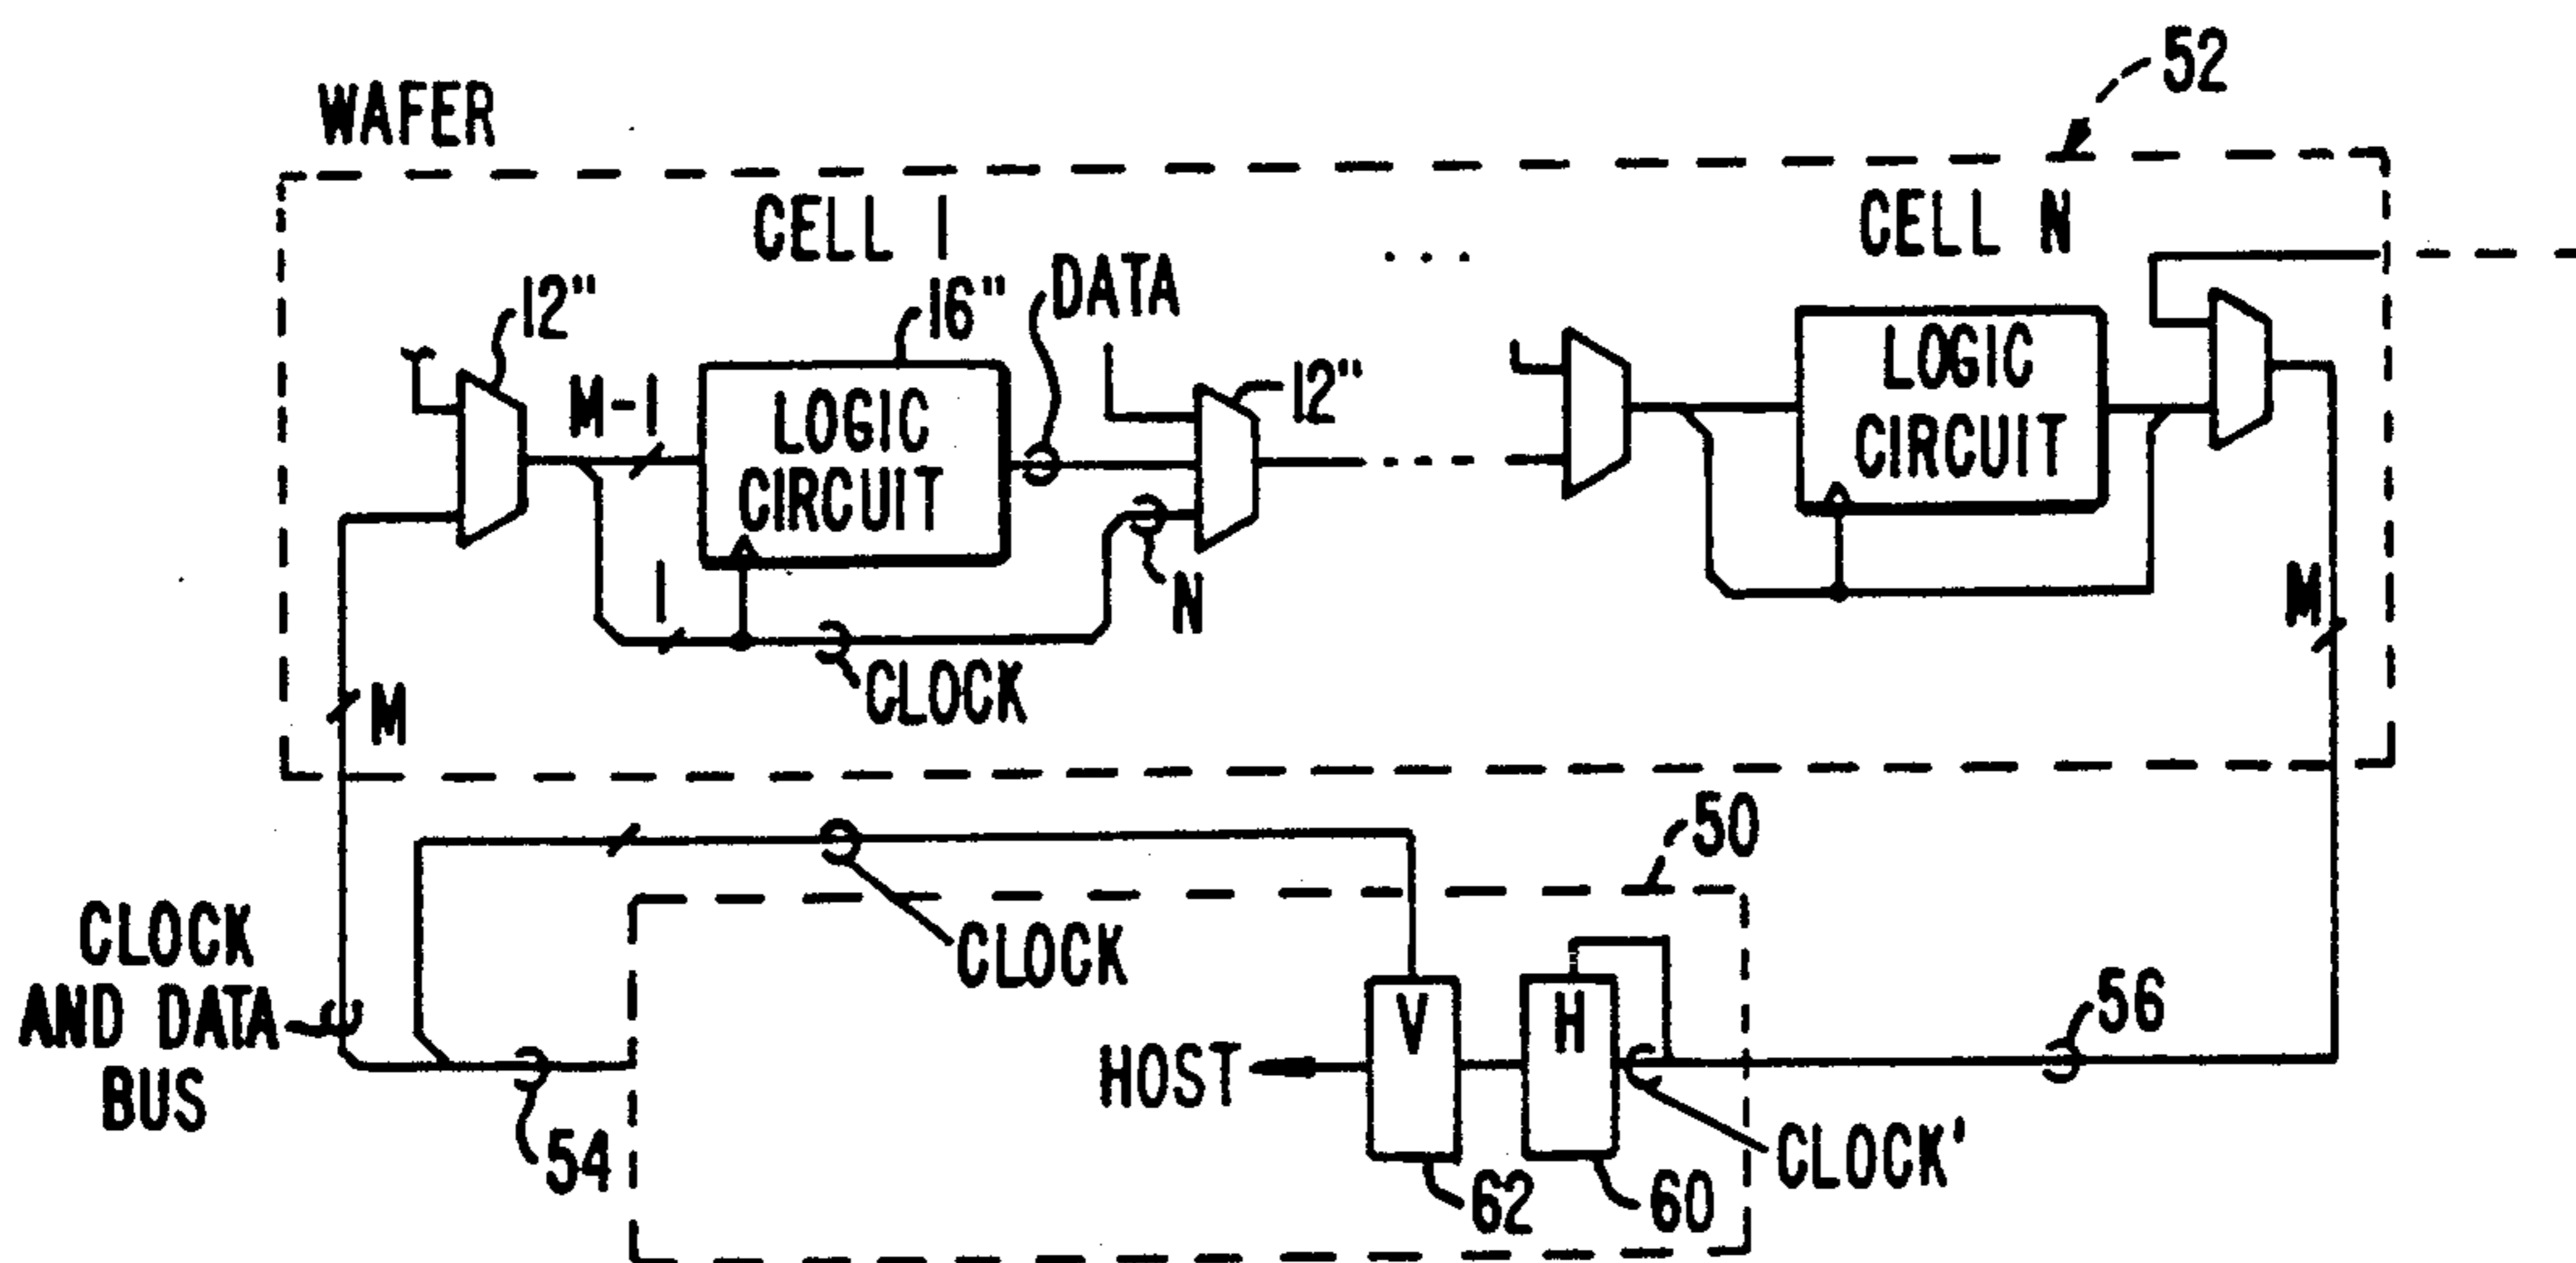 52
WAFER
CELL 1
CELL N
...
DATA
12"
16"
12"
M-1
LOGIC
CIRCUIT
LOGIC
CIRCUIT
1
N
CLOCK
M
M
50
CLOCK
AND DATA
BUS
CLOCK
V
H
56
HOST
54
62
60
CLOCK'